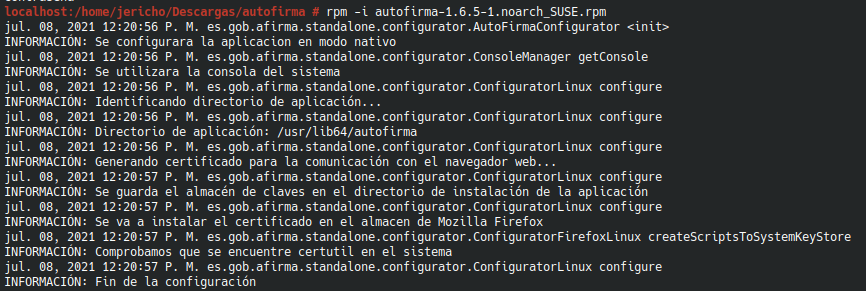 localhost:/home/jericho/Descargas/autofirma # rpm -i autofirma-1.6.5-1.noarch_SUSE.rpm
jul. 08, 2021 12:20:56 P. M. es.gob.afirma.standalone.configurator.AutoFirmaConfigurator <init>
INFORMACIÓN: Se configurara la aplicacion en modo nativo
jul. 08, 2021 12:20:56 P. M. es.gob.afirma.standalone.configurator.ConsoleManager getConsole
INFORMACIÓN: Se utilizara la consola del sistema
jul. 08, 2021 12:20:56 P. M. es.gob.afirma.standalone.configurator.ConfiguratorLinux configure
INFORMACIÓN: Identificando directorio de aplicación...
jul. 08, 2021 12:20:56 P. M. es.gob.afirma.standalone.configurator.ConfiguratorLinux configure
INFORMACIÓN: Directorio de aplicación: /usr/lib64/autofirma
jul. 08, 2021 12:20:56 P. M. es.gob.afirma.standalone.configurator.ConfiguratorLinux configure
INFORMACIÓN: Generando certificado para la comunicación con el navegador web...
jul. 08, 2021 12:20:57 P. M. es.gob.afirma.standalone.configurator.ConfiguratorLinux configure
INFORMACIÓN: Se guarda el almacén de claves en el directorio de instalación de la aplicación
jul. 08, 2021 12:20:57 P. M. es.gob.afirma.standalone.configurator.ConfiguratorLinux configure
INFORMACIÓN: Se va a instalar el certificado en el almacen de Mozilla Firefox
jul. 08, 2021 12:20:57 P. M. es.gob.afirma.standalone.configurator.ConfiguratorFirefoxLinux createScriptsToSystemKeyStore
INFORMACIÓN: Comprobamos que se encuentre certutil en el sistema
jul. 08, 2021 12:20:57 P. M. es.gob.afirma.standalone.configurator.ConfiguratorLinux configure
INFORMACIÓN: Fin de la configuración